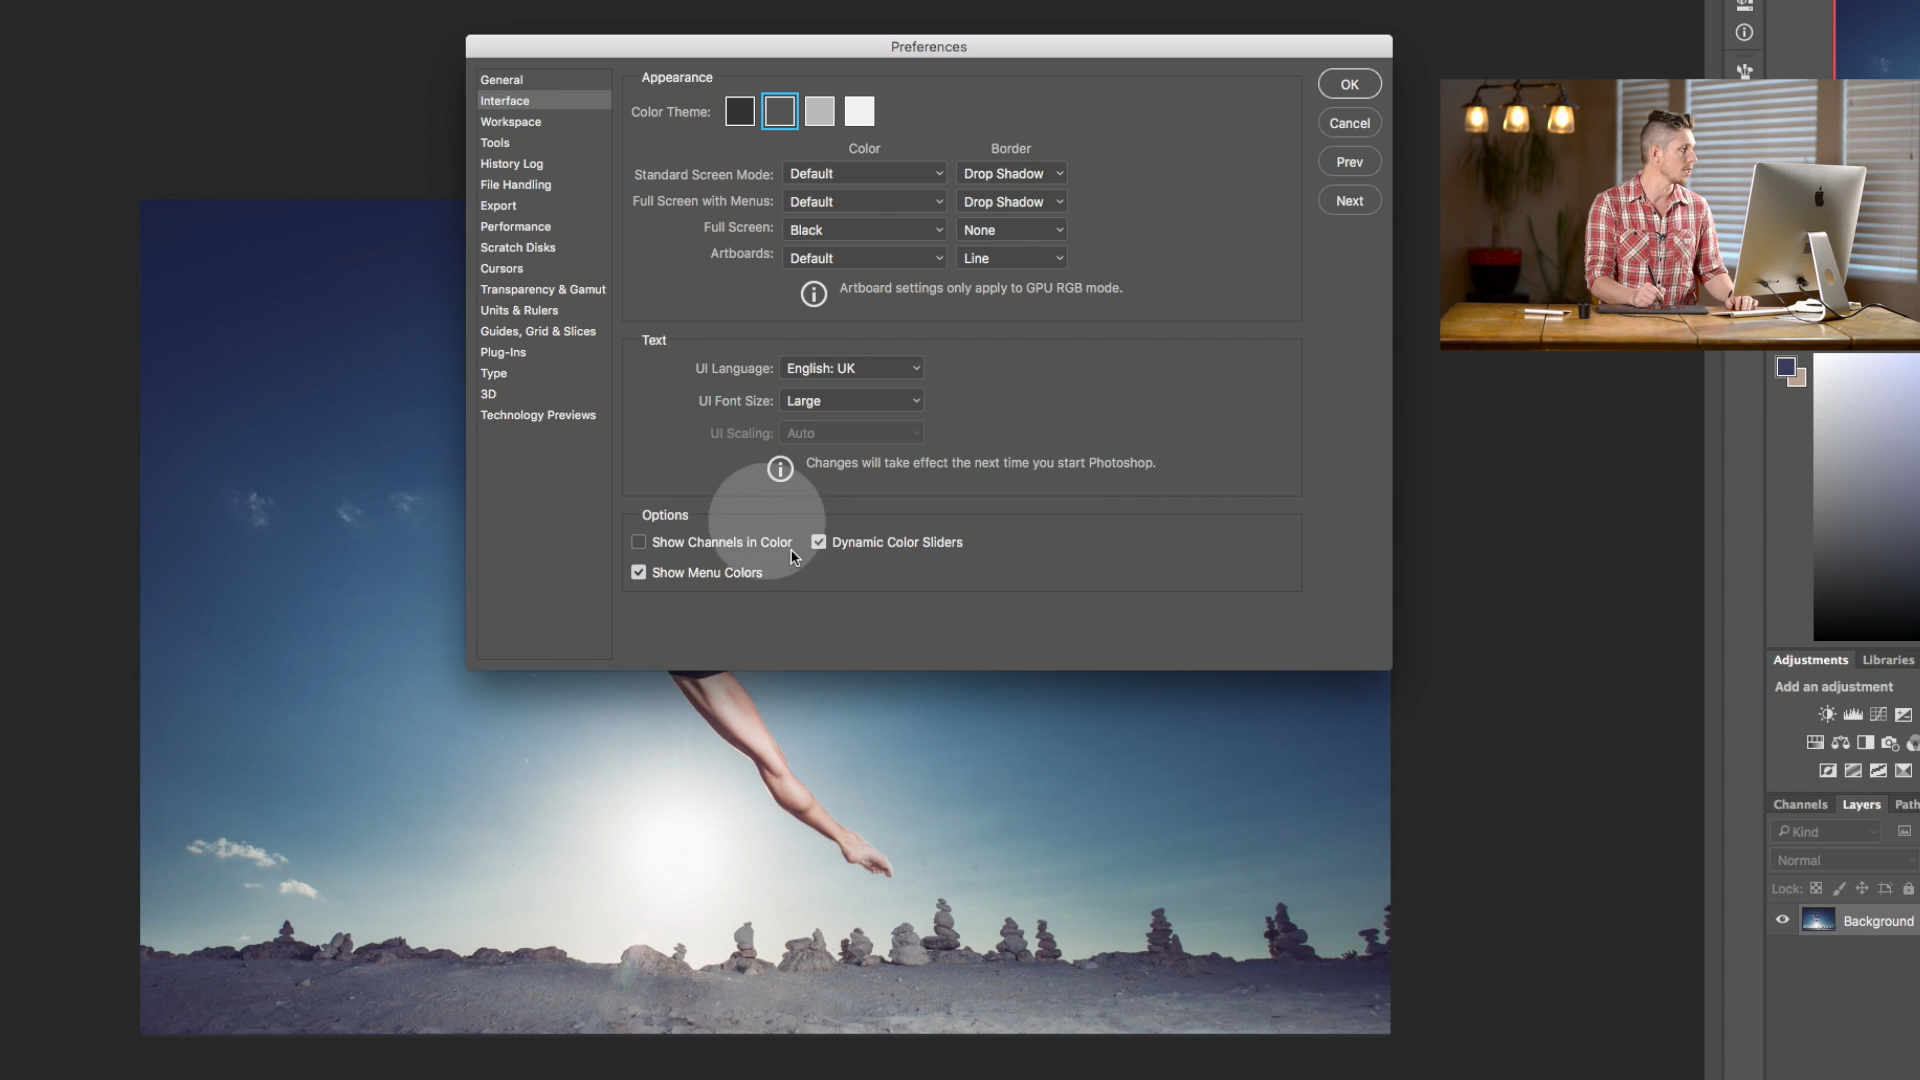 Preferences
General
Interface
Workspace
Tools
History Log
File Handling
Export
Performance
Scratch Disks
Cursors
Transparency & Gamut
Units & Rulers
Guides, Grid & Slices
Plug-Ins
Type
3D
Technology Previews
Appearance
Color Theme:
Color Border
Standard Screen Mode: Default Drop Shadow
Full Screen with Menus: Default Drop Shadow
Full Screen: Black None
Artboards: Default Line
Artboard settings only apply to GPU RGB mode.
Text
UI Language: English: UK
UI Font Size: Large
UI Scaling: Auto
Changes will take effect the next time you start Photoshop.
Options
Show Channels in Color Dynamic Color Sliders
Show Menu Colors
OK
Cancel
Prev
Next
Adjustments Libraries
Add an adjustment
Channels Layers Path
Kind
Normal
Lock:
Background